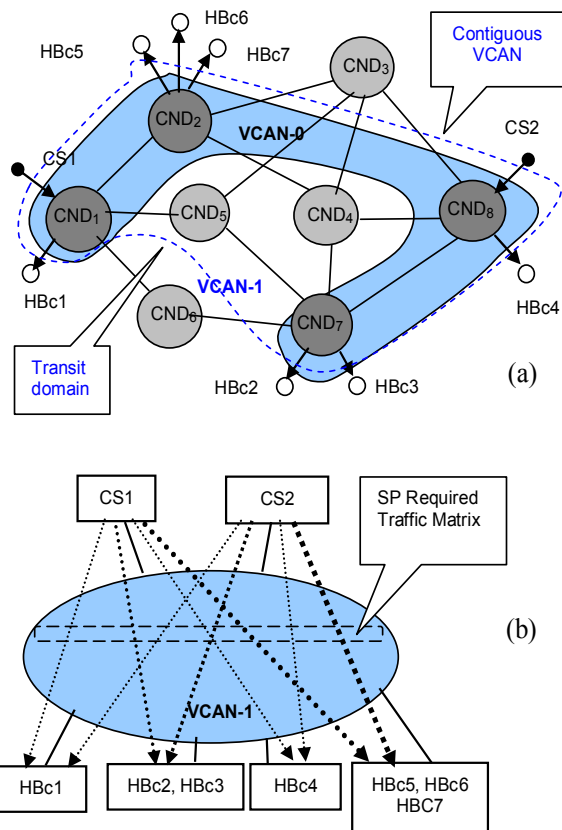 HBc6
HBc5
HBc7
Contiguous
VCAN
CND3
CND2
VCAN-0
CS2
CS1
CND1
CND5
CND4
CND8
HBc1
VCAN-1
HBc4
CND6
CND7
Transit
domain
HBc2
HBc3
(a)
CS1
CS2
SP Required
Traffic Matrix
(b)
VCAN-1
HBc1
HBc2, HBc3
HBc4
HBc5, HBc6
HBC7